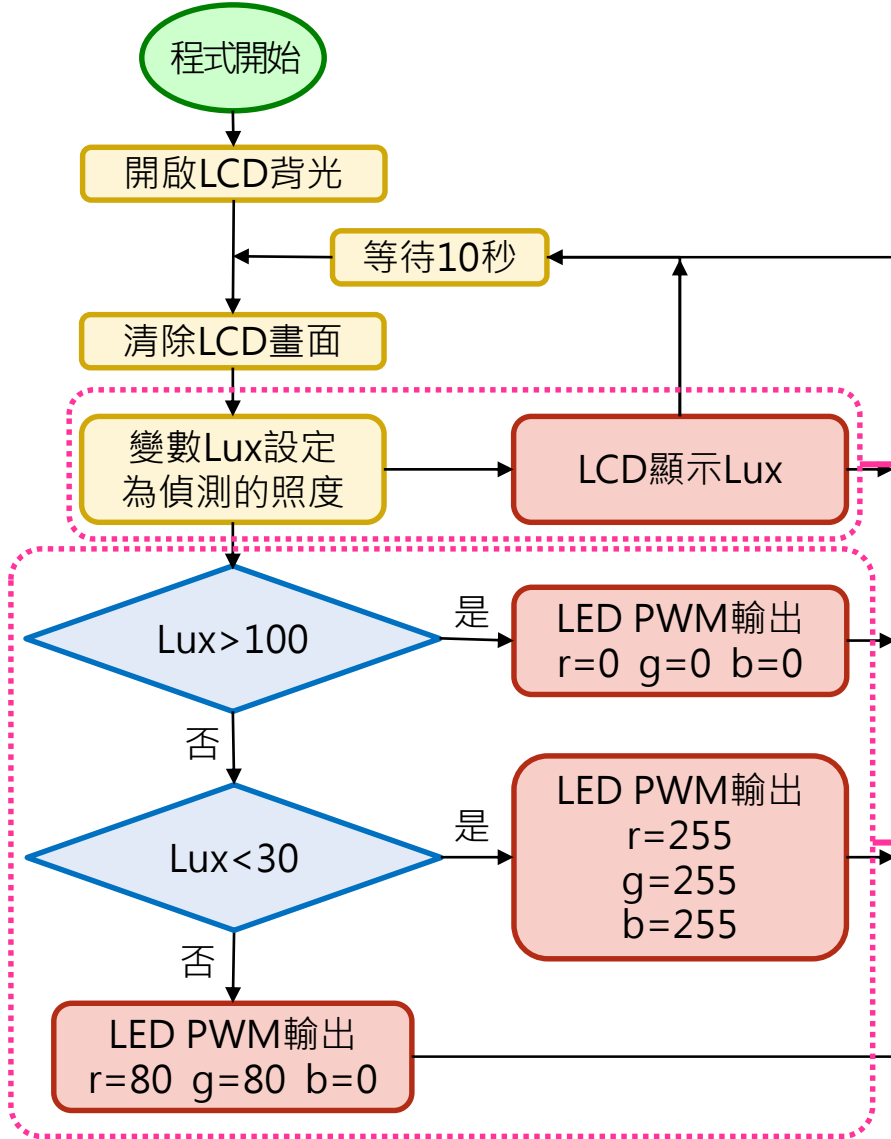 程式開始
開啟LCD背光
等待10秒
清除LCD畫面
變數Lux設定
為偵測的照度
LCD顯示Lux
Lux>100
是
LED PWM輸出
r=0 g=0 b=0
否
Lux<30
是
LED PWM輸出
r=255
g=255
b=255
否
LED PWM輸出
r=80 g=80 b=0